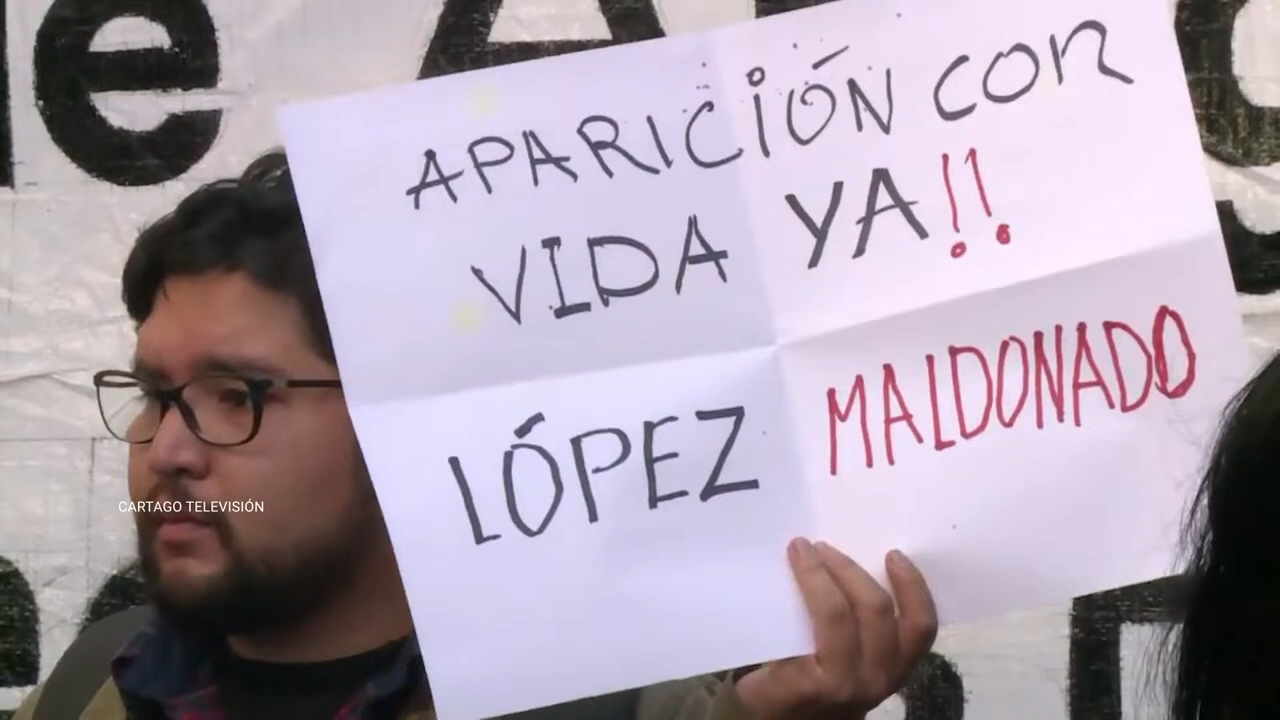 APARICIÓN CON
VIDA YA!!
LÓPEZ MALDONADO
CARTAGO TELEVISIÓN